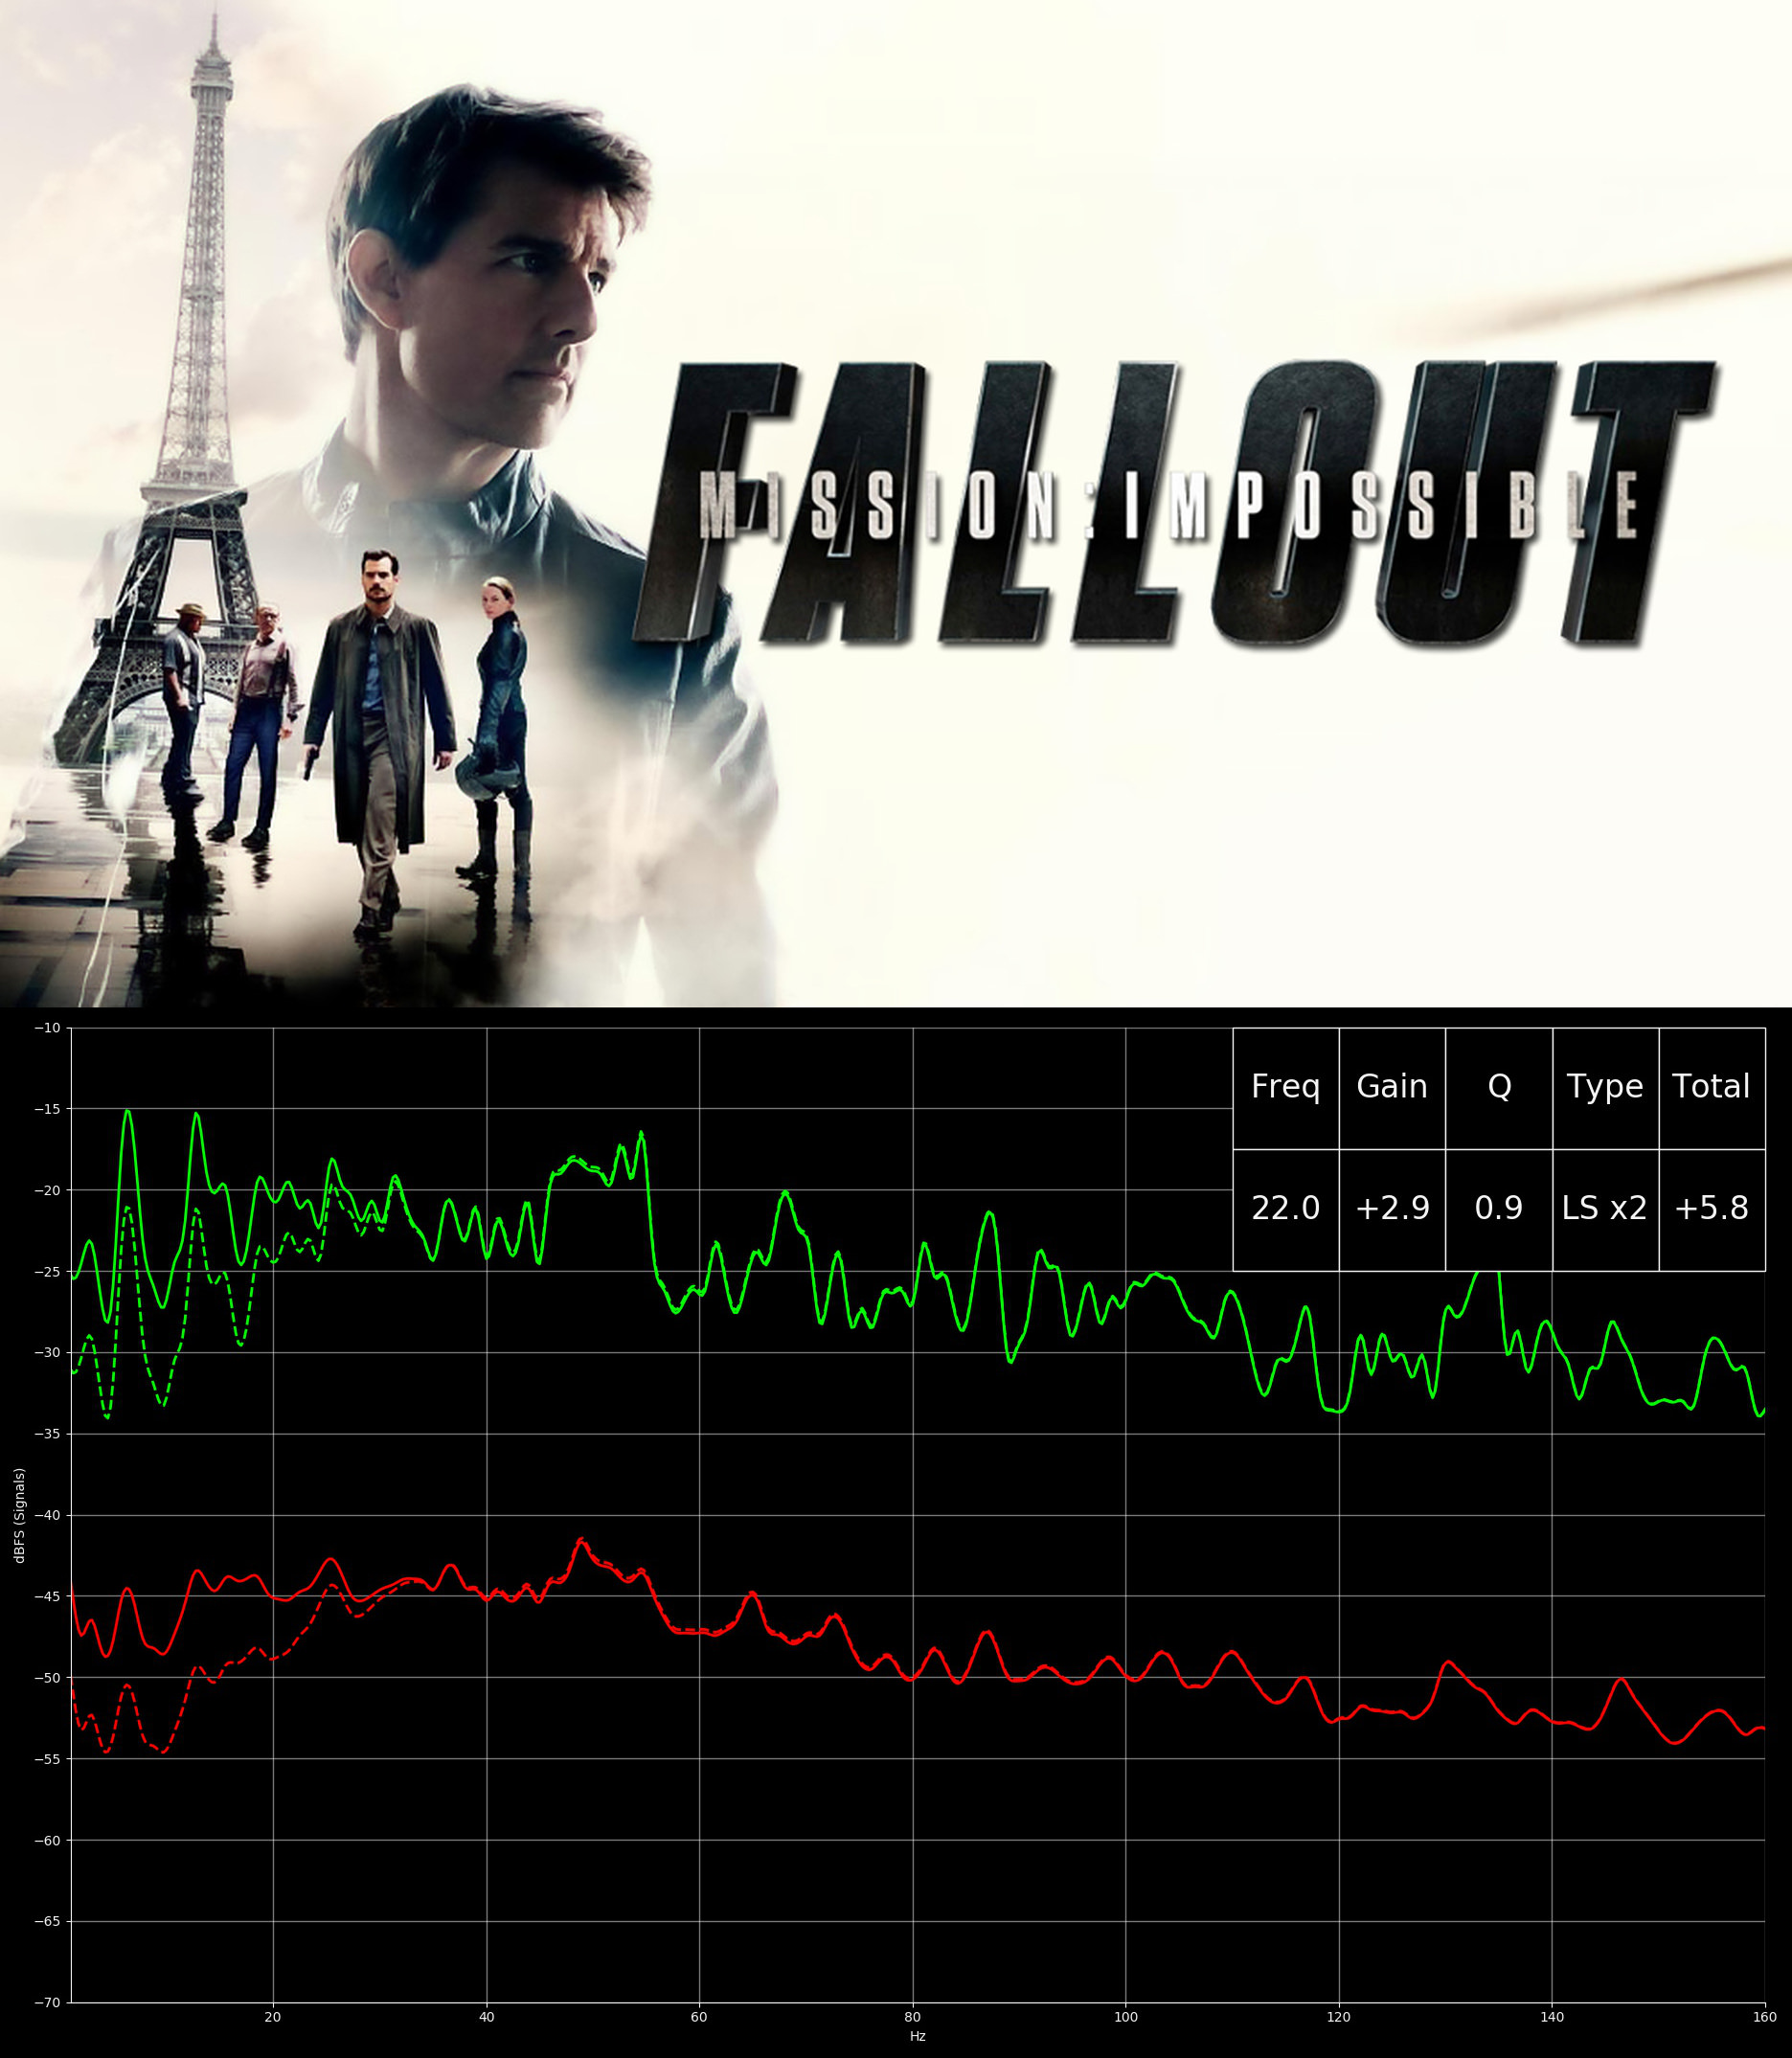 FALLOUT
MISSION:IMPOSSIBLE
Freq Gain Q Type Total
22.0 +2.9 0.9 LS x2 +5.8
−10
−15
−20
−25
−30
−35
−40
−45
−50
−55
−60
−65
−70
dBFS (Signals)
20 40 60 80 100 120 140 160
Hz